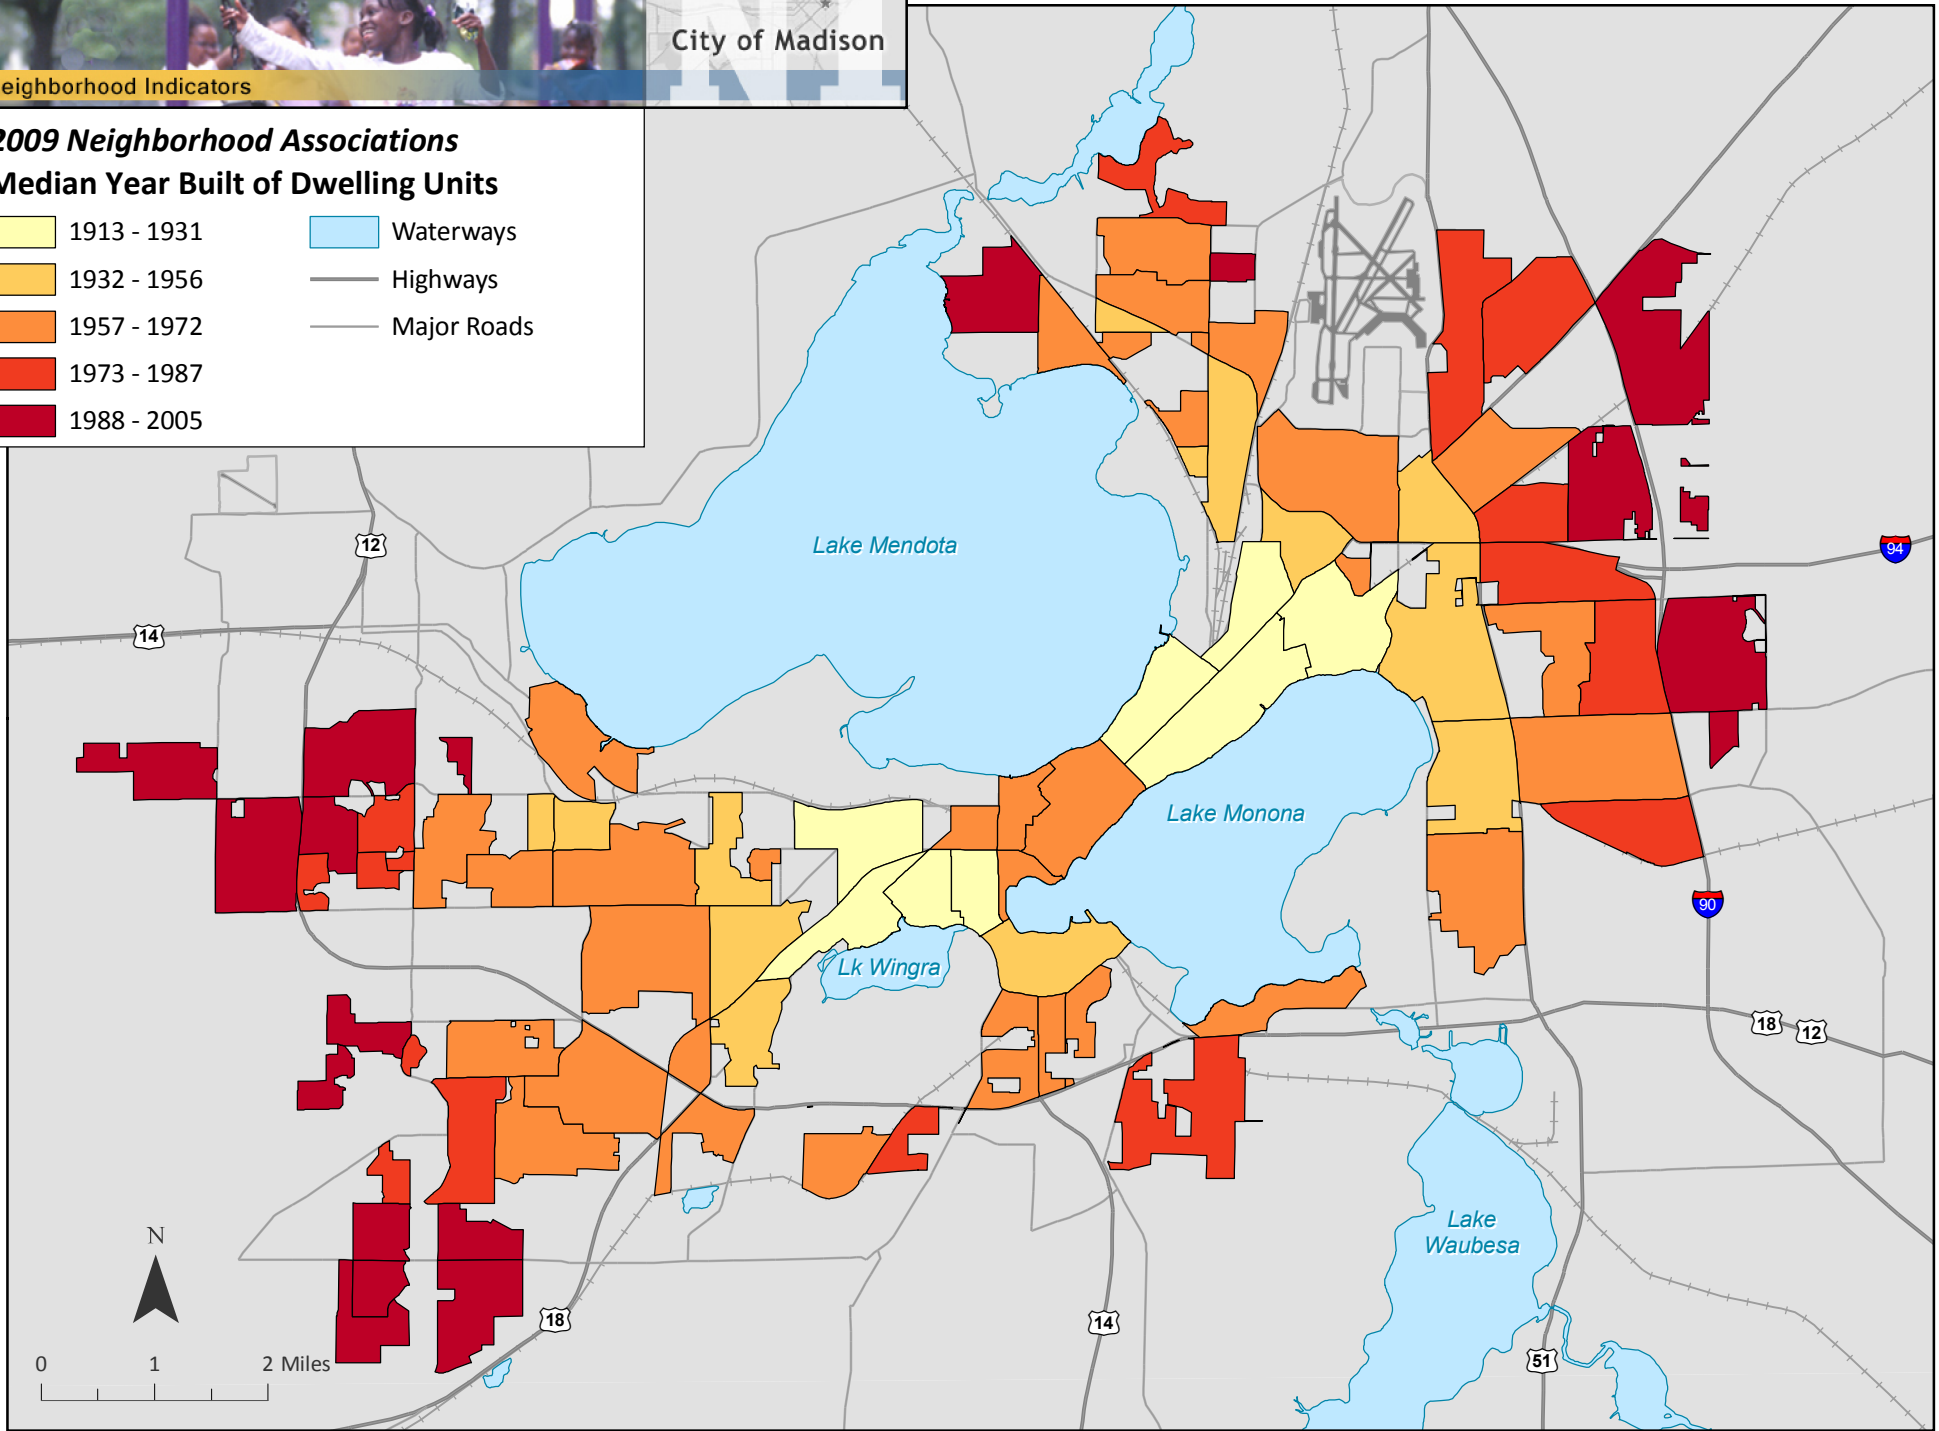 City of Madison
eighborhood Indicators
2009 Neighborhood Associations
Median Year Built of Dwelling Units
1913 - 1931
1932 - 1956
1957 - 1972
1973 - 1987
1988 - 2005
Waterways
Highways
Major Roads
12
Lake Mendota
94
14
Lake Monona
90
Lk Wingra
18
12
Lake
Waubesa
N
18
14
51
0 1 2 Miles